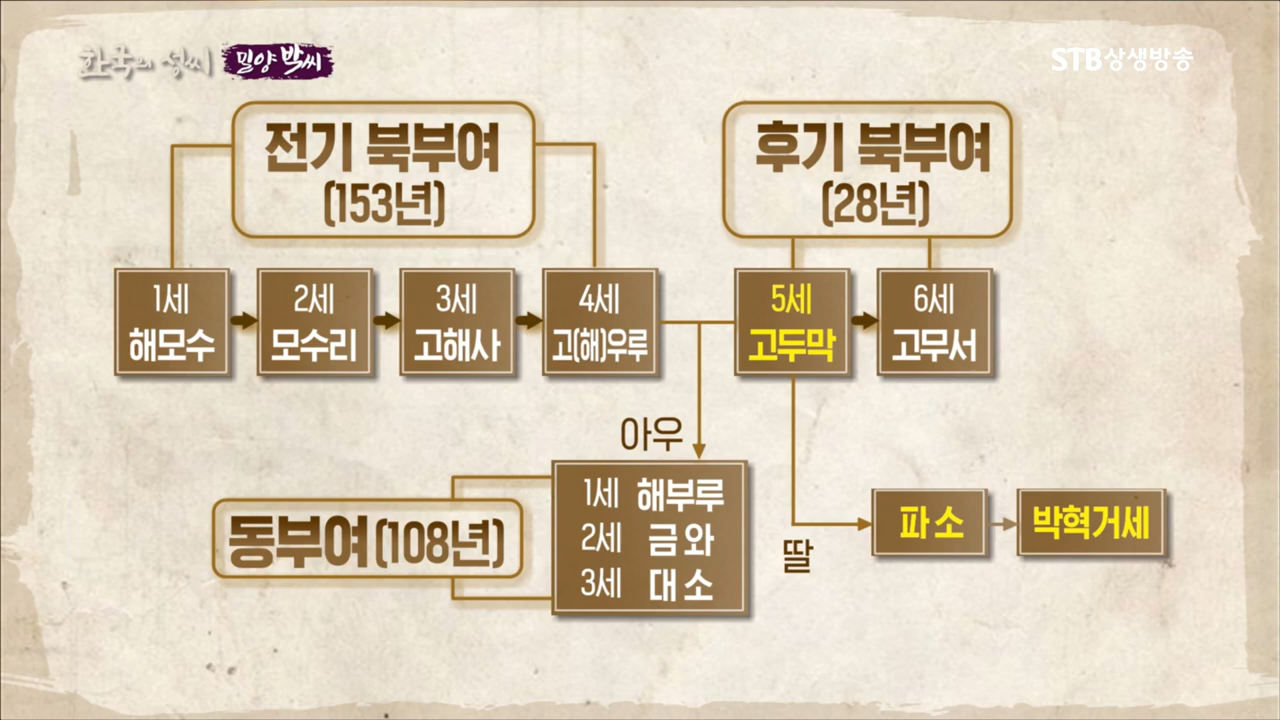 한국의 성씨 밀양 박씨
STB상생방송
전기 북부여
(153년)
후기 북부여
(28년)
1세
해모수
2세
모수리
3세
고해사
4세
고(해)우루
5세
고두막
6세
고무서
아우
동부여(108년)
1세 해부루
2세 금와
3세 대소
딸
파소
박혁거세